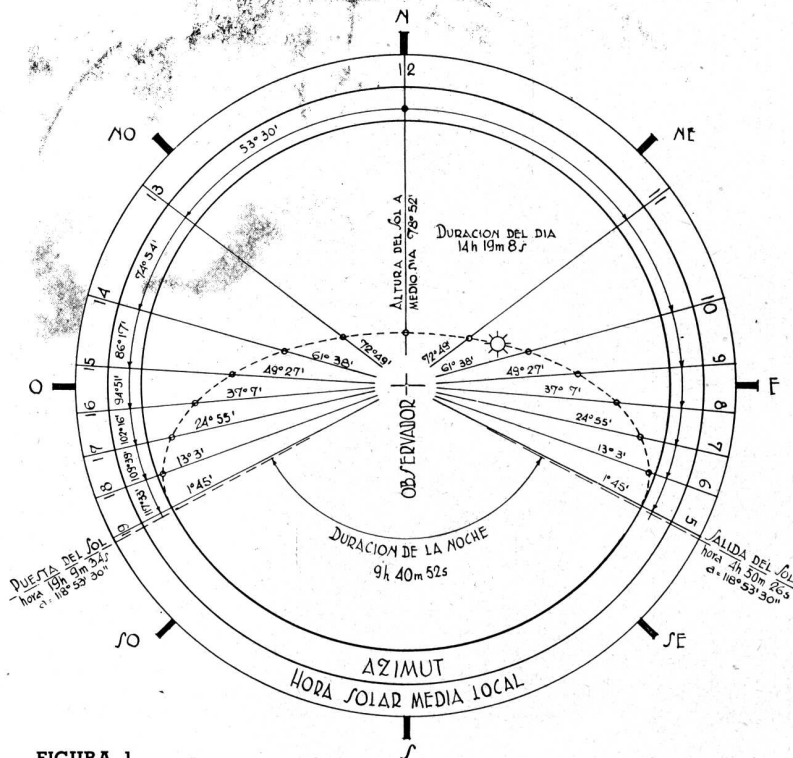 N
12
NO
NE
53° 30'
13
11
ALTURA DEL SOL A
MEDIO DIA 78° 52'
DURACION DEL DIA
14h 19m 8s
74° 54'
14
10
72°49'
72°49'
61° 38'
61° 38'
86° 17'
15
9
49° 27'
49° 27'
O
E
94° 51'
16
8
37° 7'
37° 7'
OBSERVADOR
102° 16'
17
7
24° 55'
24° 55'
109° 59'
18
6
13° 3'
13° 3'
117° 35'
19
5
1° 45'
1° 45'
PUESTA DEL SOL
hora 19h 9m 34s
a = 118° 53' 30"
SALIDA DEL SOL
hora 4h 50m 26s
a = 118° 53' 30"
DURACION DE LA NOCHE
9h 40m 52s
SO
SE
AZIMUT
HORA SOLAR MEDIA LOCAL
S
FIGURA 1